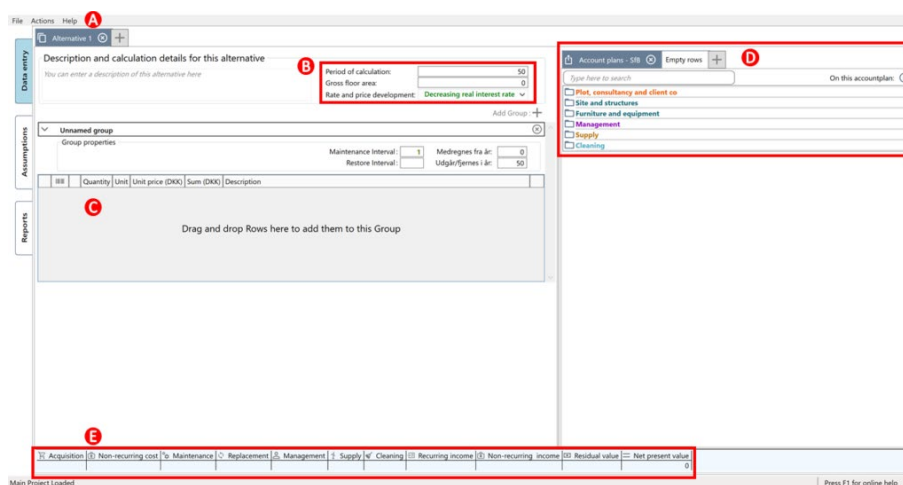 File Actions Help A
Alternative 1
Description and calculation details for this alternative
You can enter a description of this alternative here
B
Period of calculation: 50
Gross floor area: 0
Rate and price development: Decreasing real interest rate
Add Group:
Unnamed group
Group properties
Maintenance Interval: 1 Medregnes fra år: 0
Restore Interval: Udgår/fjernes i år: 50
Quantity Unit Unit price (DKK) Sum (DKK) Description
C
Drag and drop Rows here to add them to this Group
Data entry
Assumptions
Reports
Account plans - SfB Empty rows D
Type here to search On this accountplan:
Plot, consultancy and client co
Site and structures
Furniture and equipment
Management
Supply
Cleaning
E
Acquisition Non-recurring cost Maintenance Replacement Management Supply Cleaning Recurring income Non-recurring income Residual value Net present value
0
Main Project Loaded Press F1 for online help